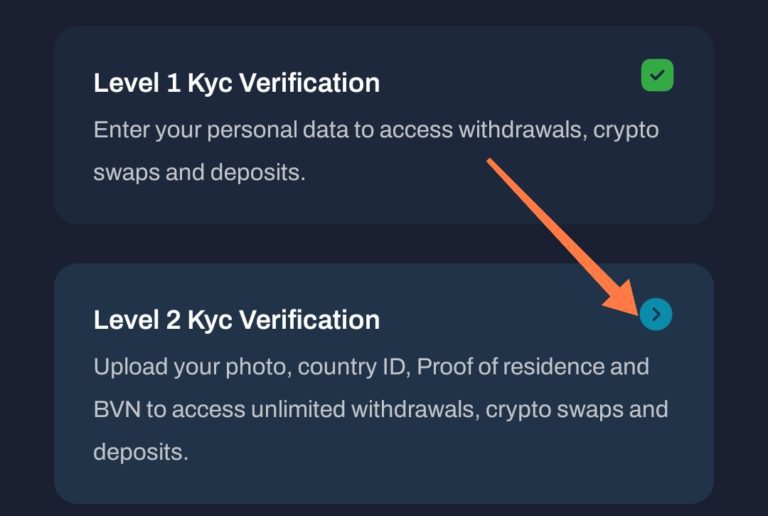 Level 1 Kyc Verification
Enter your personal data to access withdrawals, crypto
swaps and deposits.
Level 2 Kyc Verification
Upload your photo, country ID, Proof of residence and
BVN to access unlimited withdrawals, crypto swaps and
deposits.